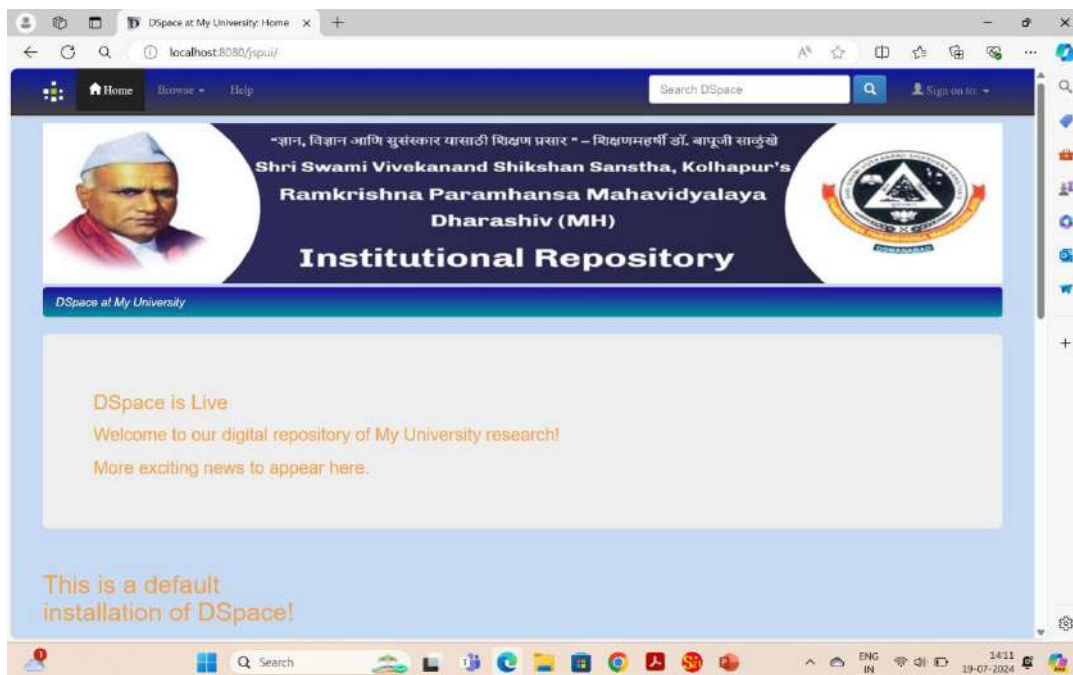 DSpace at My University: Home
localhost:8080/jspui/
Home Browse Help
Search DSpace
Sign on to:
"ज्ञान, विज्ञान आणि सुसंस्कार यासाठी शिक्षण प्रसार " – शिक्षणमहर्षी डॉ. बापूजी साळुंखे
Shri Swami Vivekanand Shikshan Sanstha, Kolhapur's
Ramkrishna Paramhansa Mahavidyalaya
Dharashiv (MH)
Institutional Repository
OSMANABAD
DSpace at My University
DSpace is Live
Welcome to our digital repository of My University research!
More exciting news to appear here.
This is a default
installation of DSpace!
Search
ENG
IN
14:11
19-07-2024